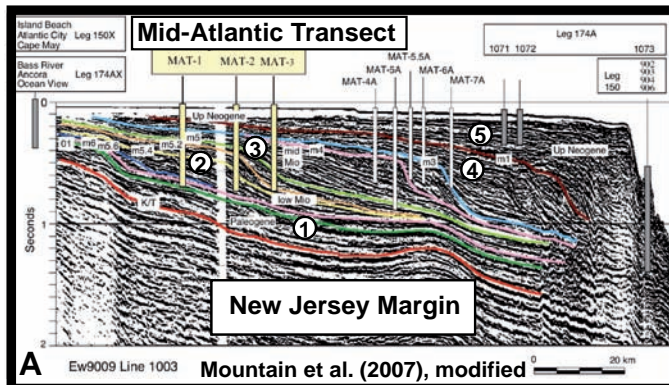 Island Beach
Atlantic City Leg 150X
Cape May
Bass River
Ancora Leg 174AX
Ocean View
Mid-Atlantic Transect
MAT-1 MAT-2 MAT-3
MAT-4A
MAT-5A
MAT-5.5A
MAT-6A
MAT-7A
Leg 174A
1071 1072
1073
Leg 150
902
903
904
906
0
Up Neogene
5
m5
m4
m1
Up Neogene
o1 m6 m5.6 m5.4 m5.2
2
3
mid Mio
m3
4
K/T
low Mio
Paleogene
1
Seconds
1
New Jersey Margin
2
A
Ew9009 Line 1003
Mountain et al. (2007), modified
0 20 km